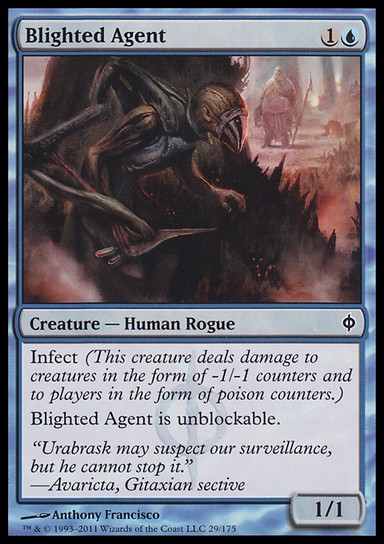 Blighted Agent 1
Creature — Human Rogue
Infect (This creature deals damage to
creatures in the form of -1/-1 counters and
to players in the form of poison counters.)
Blighted Agent is unblockable.
“Urabrask may suspect our surveillance,
but he cannot stop it.”
—Avaricta, Gitaxian sective
Anthony Francisco
1/1
™ & © 1993–2011 Wizards of the Coast LLC 29/175